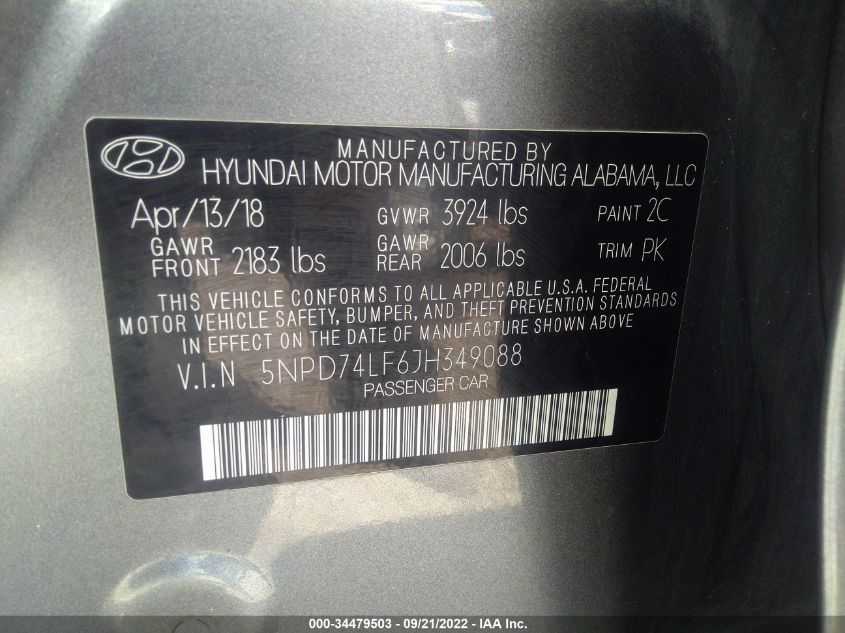 MANUFACTURED BY
HYUNDAI MOTOR MANUFACTURING ALABAMA, LLC
Apr/13/18 GVWR 3924 lbs PAINT 2C
GAWR FRONT 2183 lbs GAWR REAR 2006 lbs TRIM PK
THIS VEHICLE CONFORMS TO ALL APPLICABLE U.S.A. FEDERAL
MOTOR VEHICLE SAFETY, BUMPER, AND THEFT PREVENTION STANDARDS
IN EFFECT ON THE DATE OF MANUFACTURE SHOWN ABOVE
V.I.N 5NPD74LF6JH349088
PASSENGER CAR
000-34479503 - 09/21/2022 - IAA Inc.